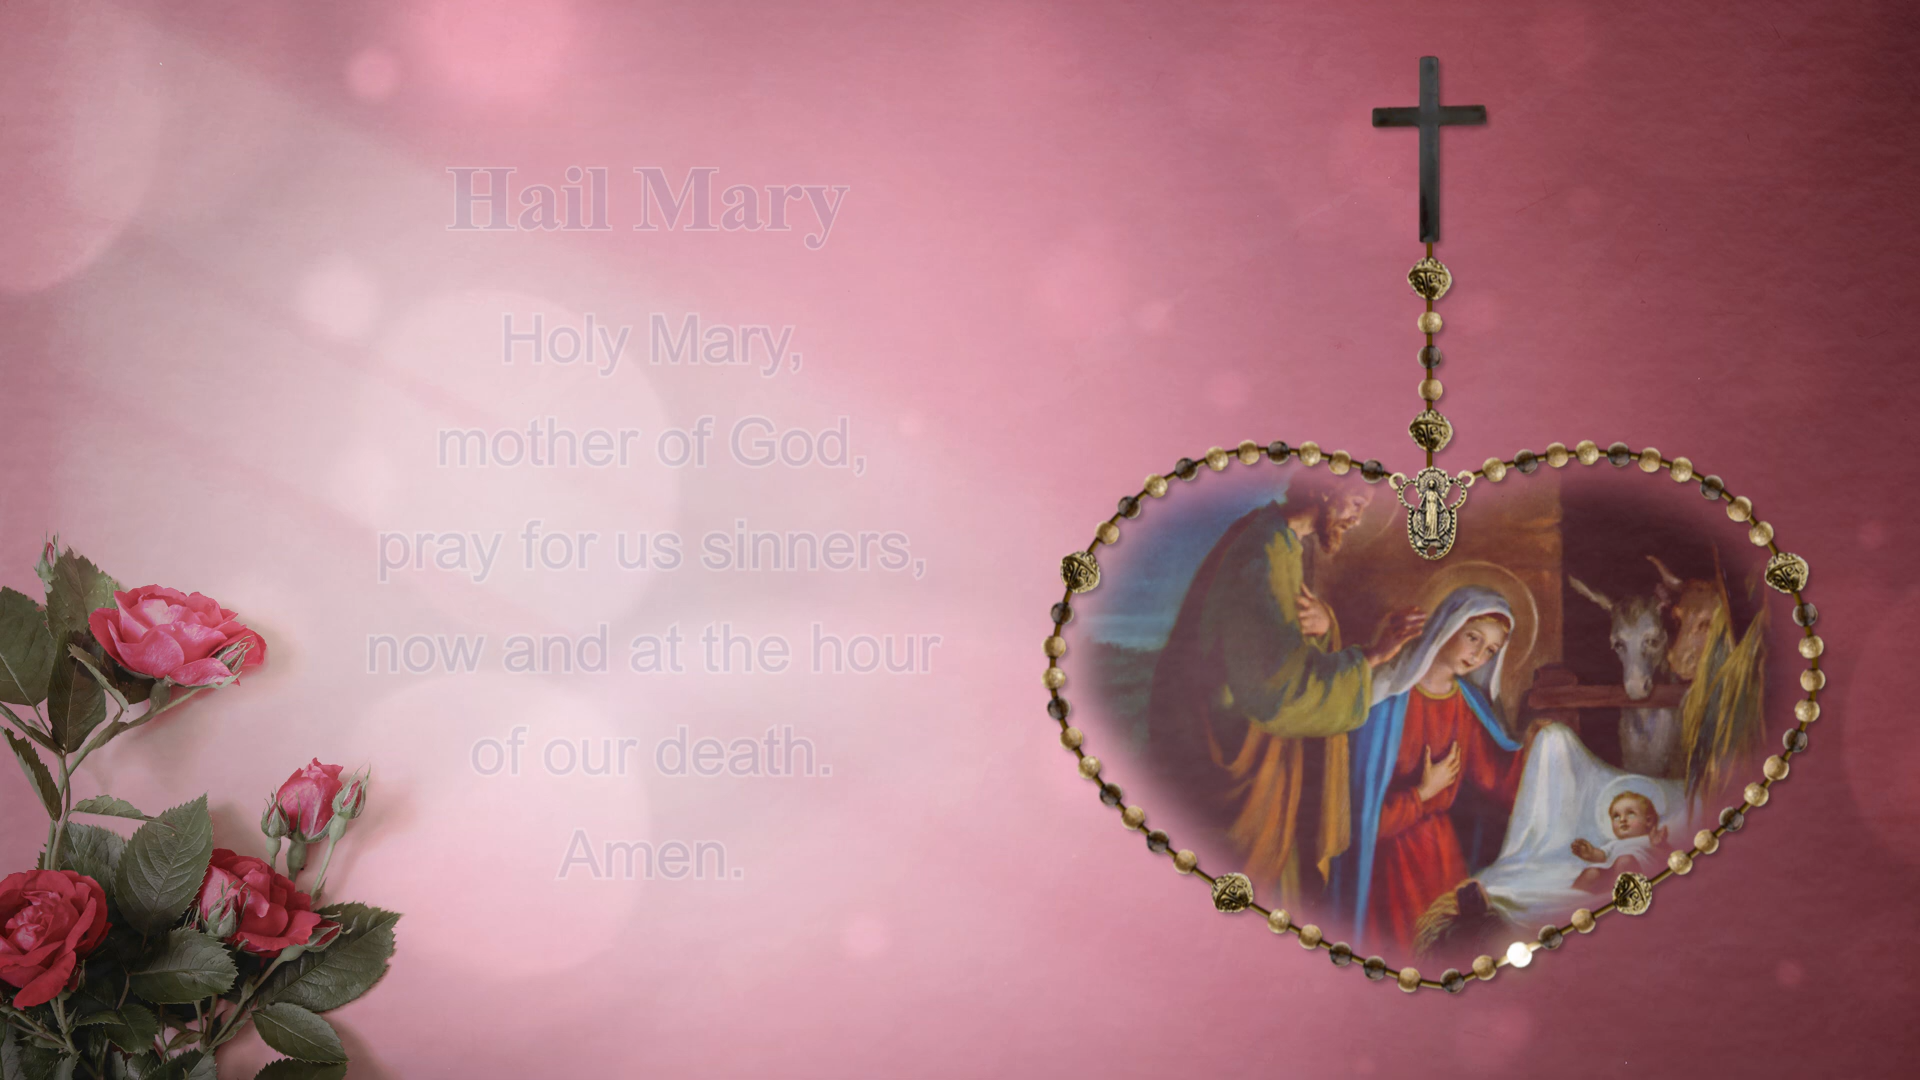 Hail Mary
Holy Mary,
mother of God,
pray for us sinners,
now and at the hour
of our death.
Amen.